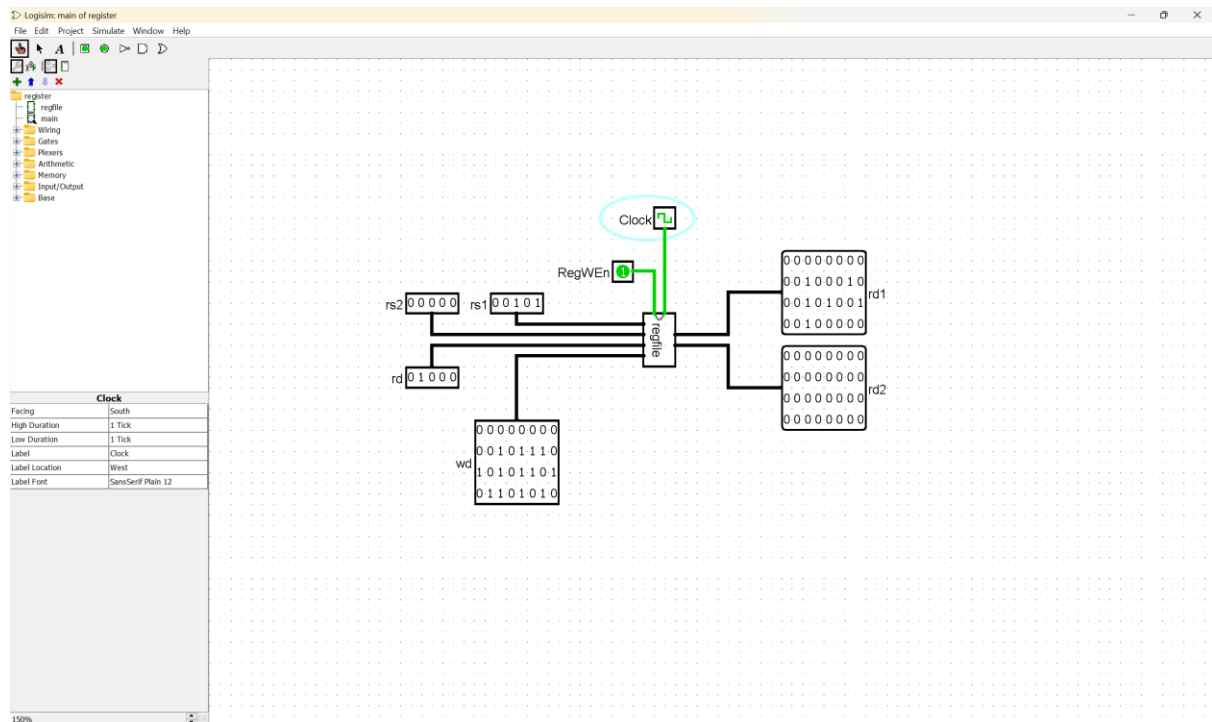 Logisim: main of register
File Edit Project Simulate Window Help
A
register
regfile
main
Wiring
Gates
Plexers
Arithmetic
Memory
Input/Output
Base
Clock
Facing South
High Duration 1 Tick
Low Duration 1 Tick
Label Clock
Label Location West
Label Font SansSerif Plain 12
150%
Clock
RegWEn 1
rs2 0 0 0 0 0
rs1 0 0 1 0 1
regfile
rd 0 1 0 0 0
wd
0 0 0 0 0 0 0 0
0 0 1 0 1 1 1 0
1 0 1 0 1 1 0 1
0 1 1 0 1 0 1 0
rd1
0 0 0 0 0 0 0 0
0 0 1 0 0 0 1 0
0 0 1 0 1 0 0 1
0 0 1 0 0 0 0 0
rd2
0 0 0 0 0 0 0 0
0 0 0 0 0 0 0 0
0 0 0 0 0 0 0 0
0 0 0 0 0 0 0 0